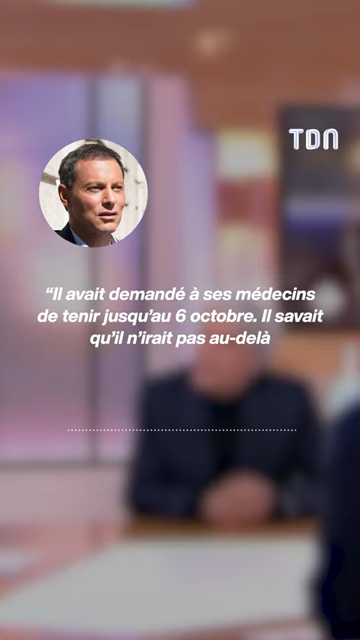 TDN
“Il avait demandé à ses médecins
de tenir jusqu’au 6 octobre. Il savait
qu’il n’irait pas au-delà